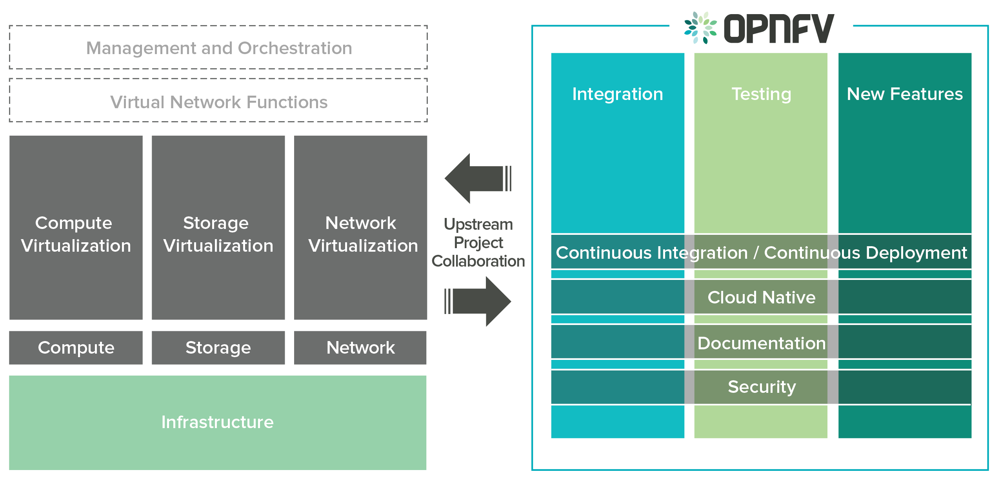 Management and Orchestration
Virtual Network Functions
Compute
Virtualization
Storage
Virtualization
Network
Virtualization
Compute
Storage
Network
Infrastructure
Upstream
Project
Collaboration
OPNFV
Integration
Testing
New Features
Continuous Integration / Continuous Deployment
Cloud Native
Documentation
Security